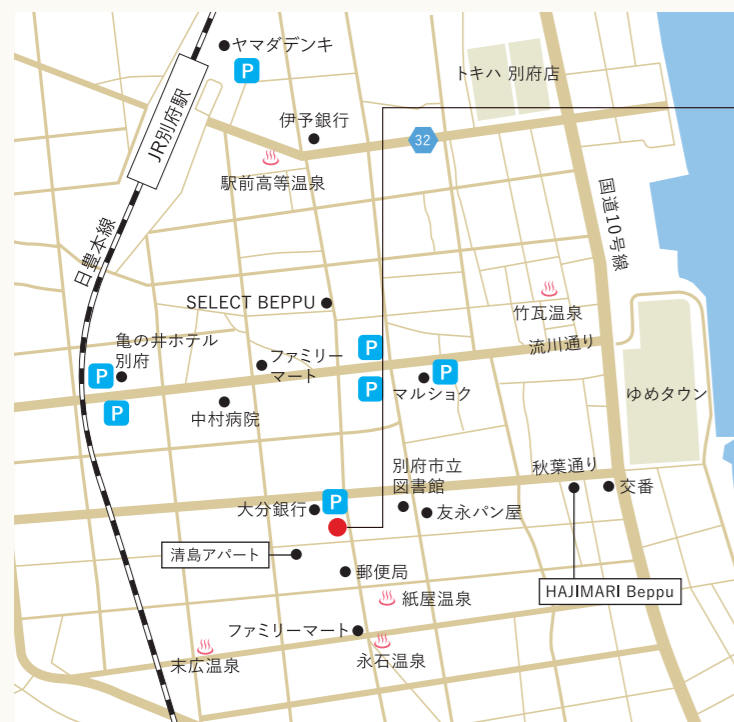 ヤマダデンキ
P
トキハ 別府店
JR別府駅
伊予銀行
32
駅前高等温泉
国道10号線
日豊本線
SELECT BEPPU
竹瓦温泉
流川通り
亀の井ホテル
別府
P
P
ファミリー
マート
P
P
マルショク
P
中村病院
ゆめタウン
別府市立
図書館
秋葉通り
交番
大分銀行
P
友永パン屋
清島アパート
郵便局
HAJIMARI Beppu
紙屋温泉
ファミリーマート
永石温泉
末広温泉